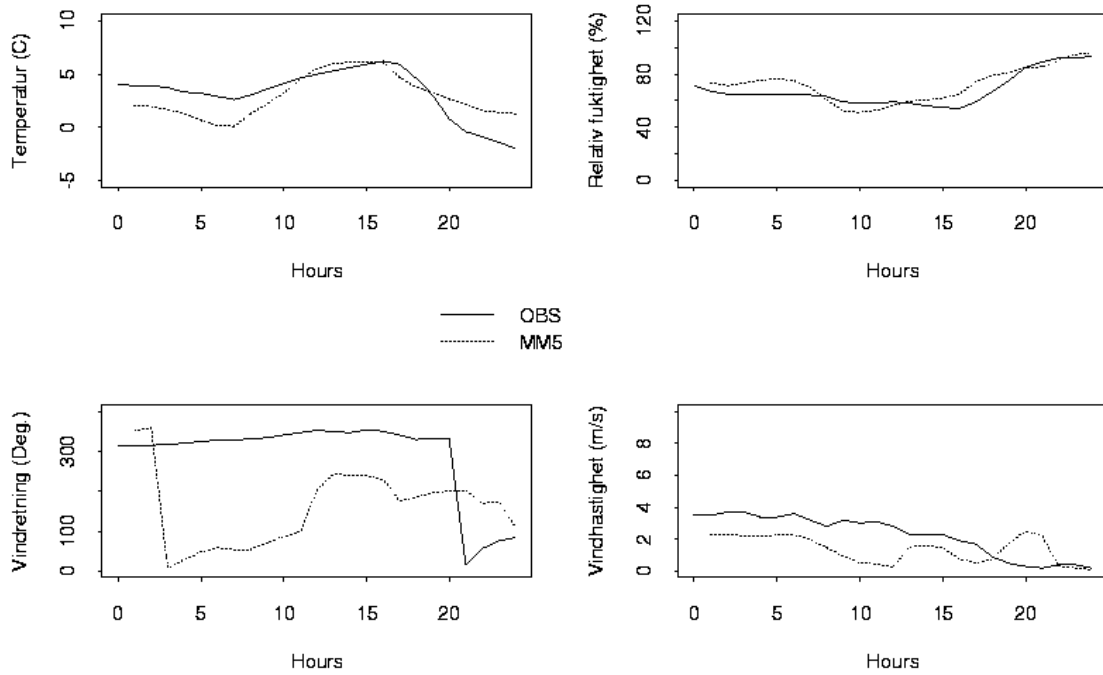 Temperatur (C)
10
5
0
-5
0 5 10 15 20
Hours
Relativ fuktighet (%)
120
80
40
0
0 5 10 15 20
Hours
OBS
MM5
Vindretning (Deg.)
300
100
0
0 5 10 15 20
Hours
Vindhastighet (m/s)
8
6
4
2
0
0 5 10 15 20
Hours